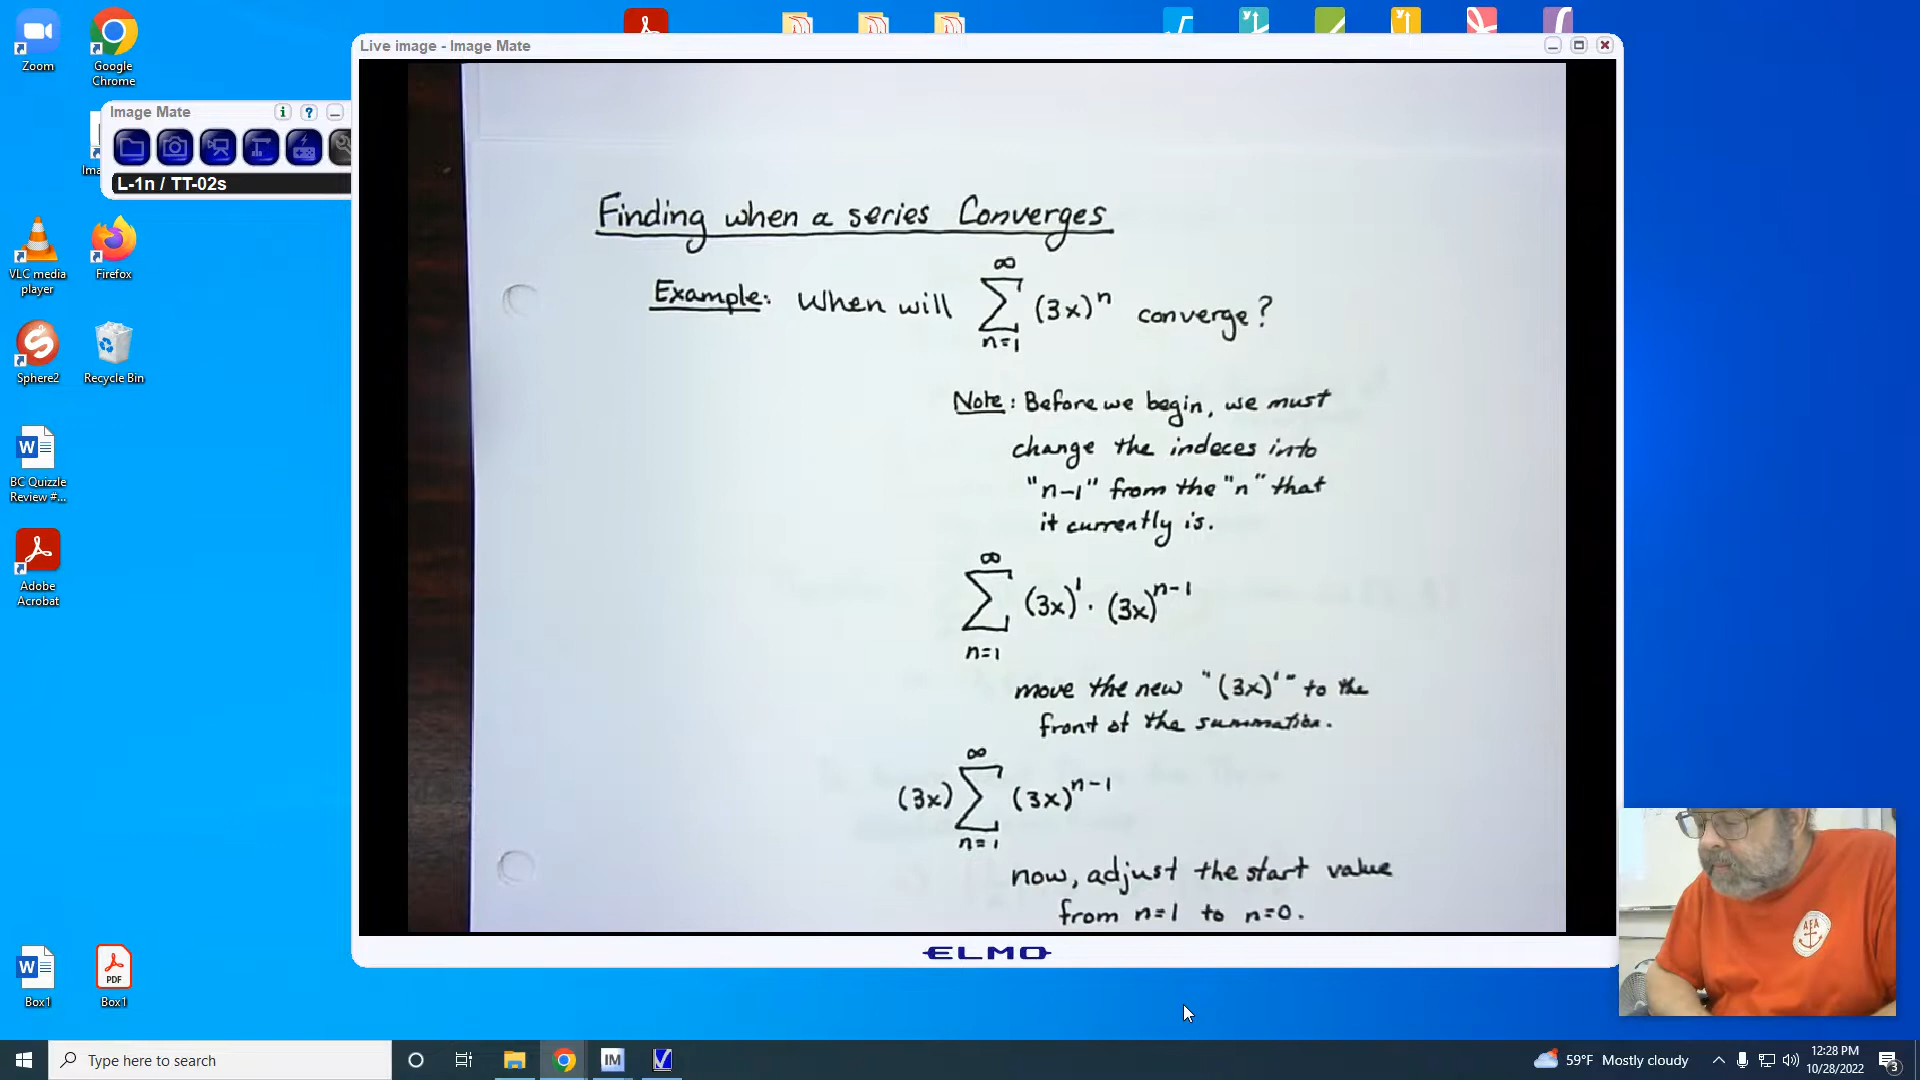 Zoom
Google Chrome
Live image - Image Mate
Image Mate
L-1n / TT-02s
VLC media player
Firefox
Sphere2
Recycle Bin
BC Quizzle Review #...
Adobe Acrobat
Box1
PDF
Box1
Finding when a series Converges
Example: When will ∞ ∑ n=1 (3x)^n converge?
Note: Before we begin, we must
change the indeces into
"n-1" from the "n" that
it currently is.
∞ ∑ n=1 (3x)^1 · (3x)^n-1
move the new "(3x)^1" to the
front of the summation.
(3x) ∞ ∑ n=1 (3x)^n-1
now, adjust the start value
from n=1 to n=0.
ELMO
AEA
Type here to search
IM
59°F Mostly cloudy
12:28 PM
10/28/2022
3